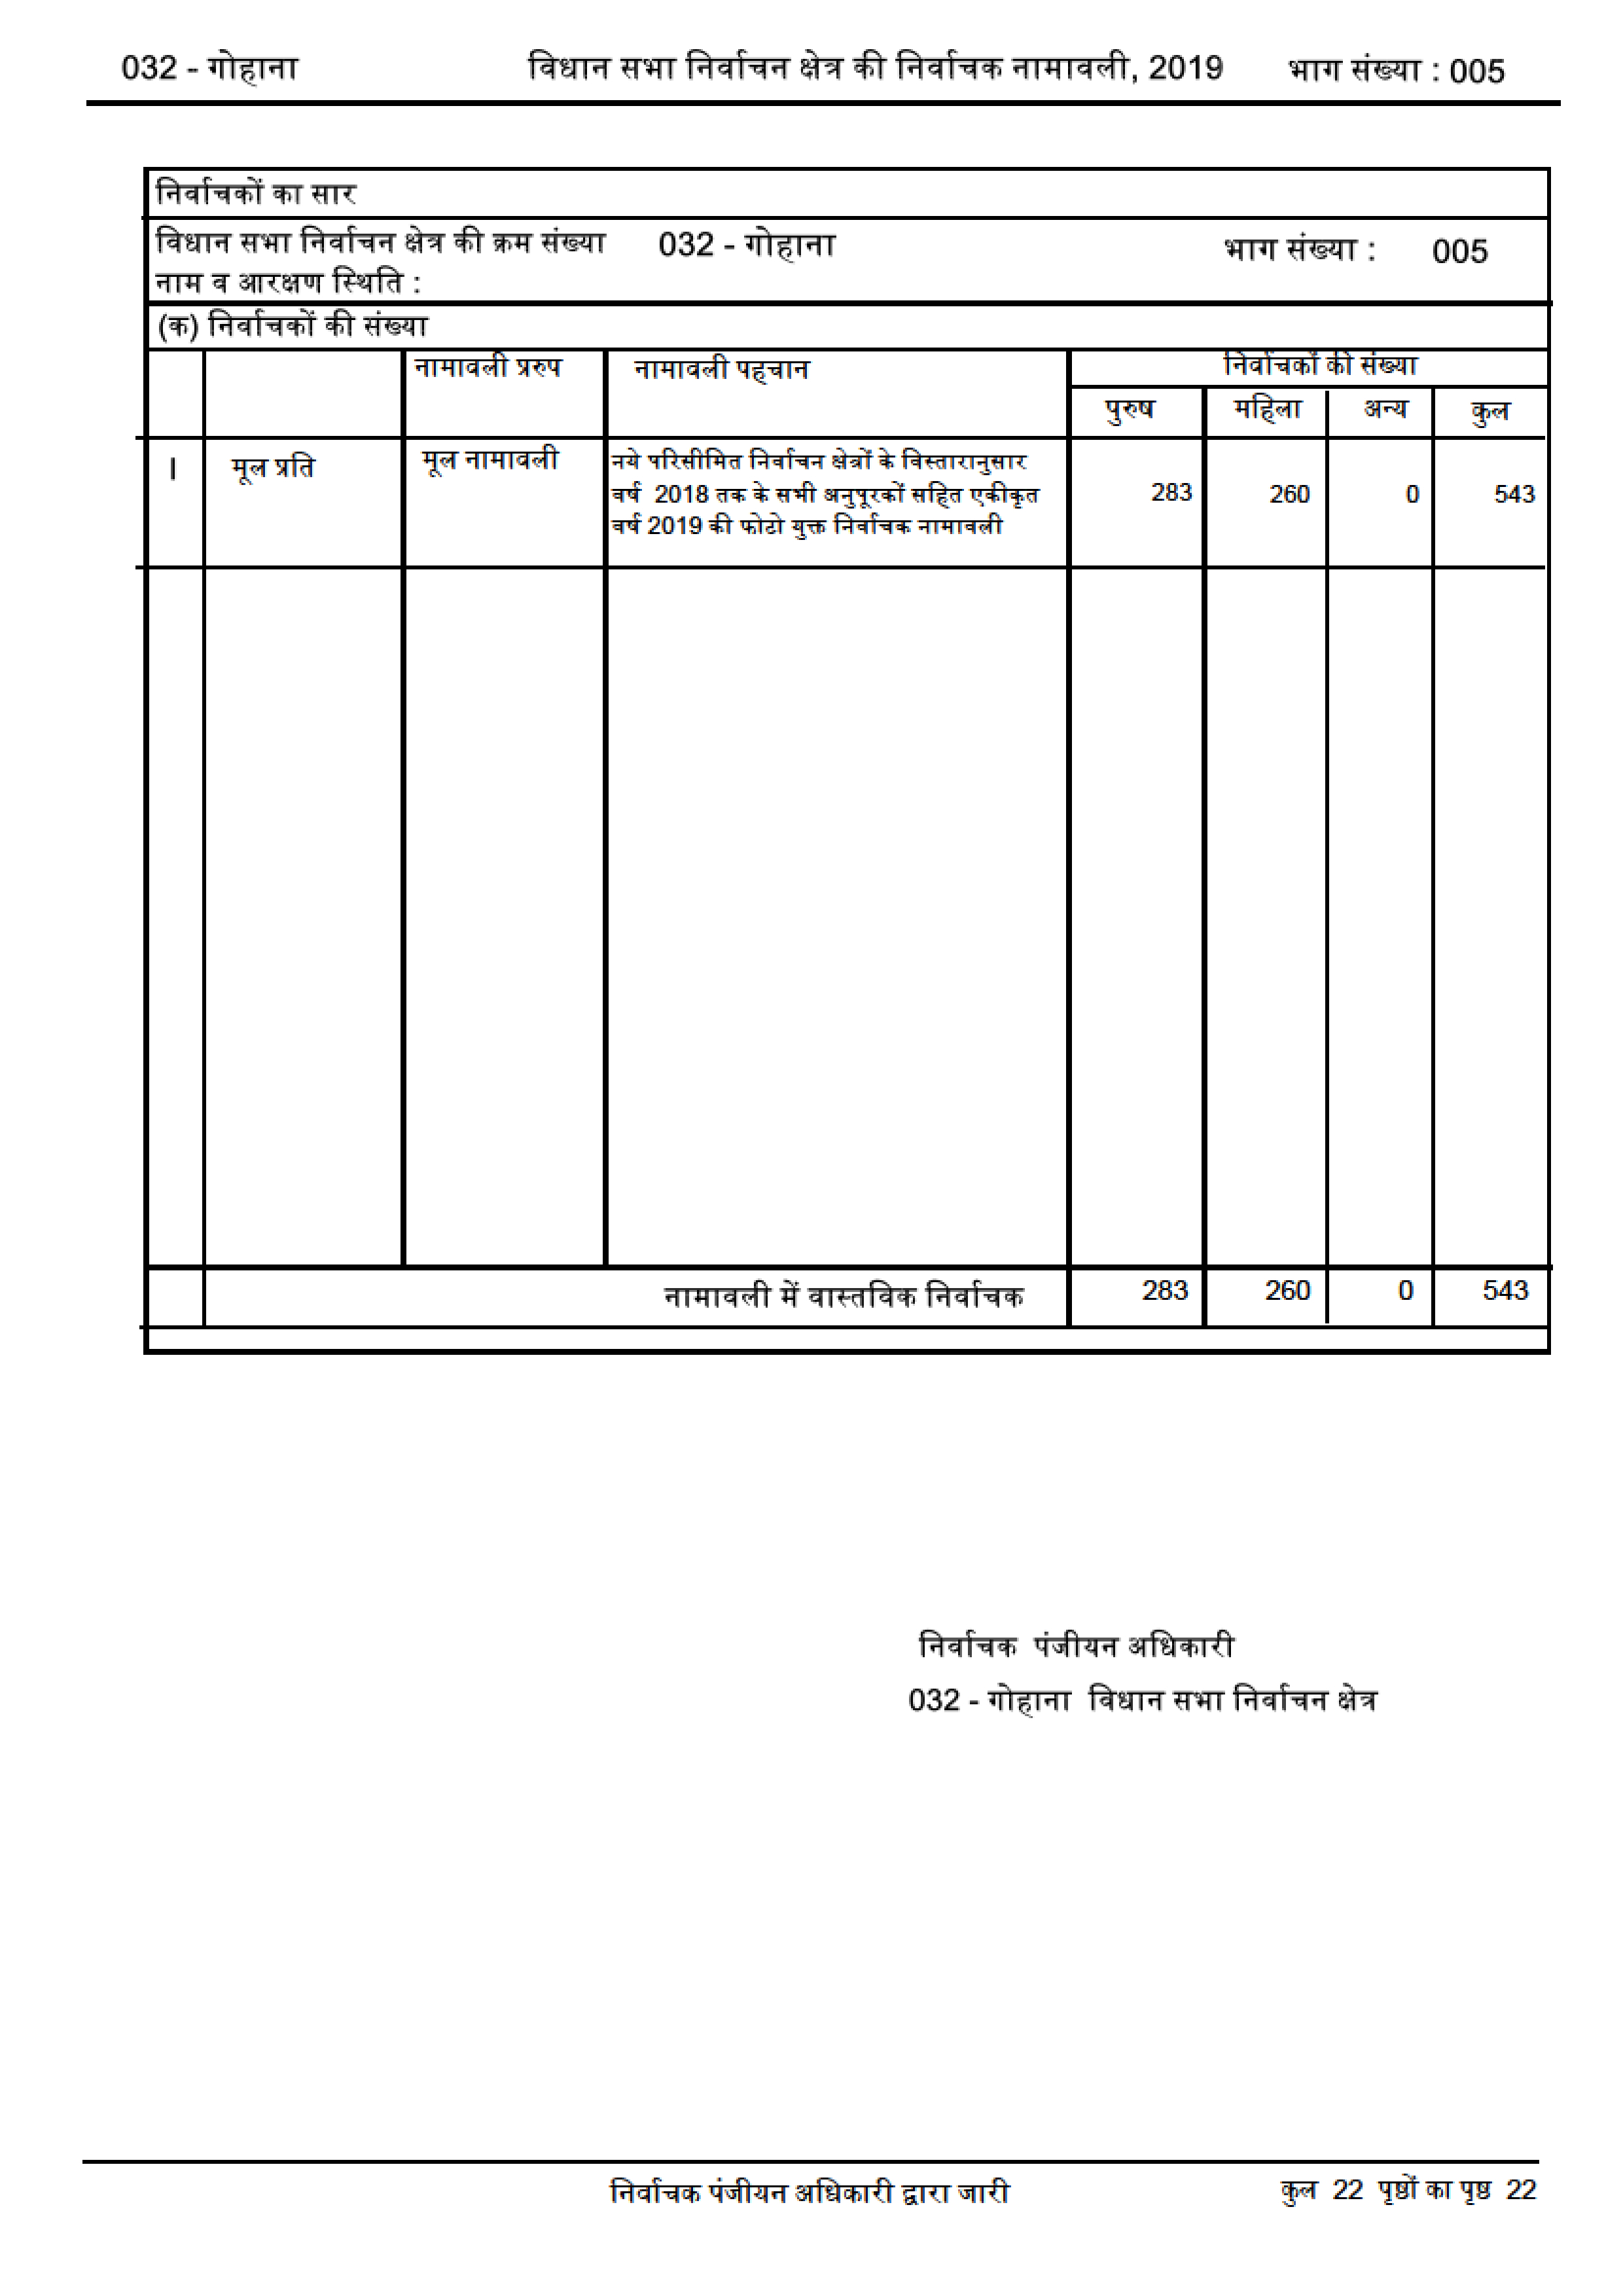 032 - गोहाना विधान सभा निर्वाचन क्षेत्र की निर्वाचक नामावली, 2019 भाग संख्या : 005
निर्वाचकों का सार
विधान सभा निर्वाचन क्षेत्र की क्रम संख्या 032 - गोहाना भाग संख्या : 005
नाम व आरक्षण स्थिति :
(क) निर्वाचकों की संख्या
नामावली प्ररुप नामावली पहचान निर्वाचकों की संख्या
पुरुष महिला अन्य कुल
I मूल प्रति मूल नामावली नये परिसीमित निर्वाचन क्षेत्रों के विस्तारानुसार
वर्ष 2018 तक के सभी अनुपूरकों सहित एकीकृत 283 260 0 543
वर्ष 2019 की फोटो युक्त निर्वाचक नामावली
नामावली में वास्तविक निर्वाचक 283 260 0 543
निर्वाचक पंजीयन अधिकारी
032 - गोहाना विधान सभा निर्वाचन क्षेत्र
निर्वाचक पंजीयन अधिकारी द्वारा जारी कुल 22 पृष्ठों का पृष्ठ 22